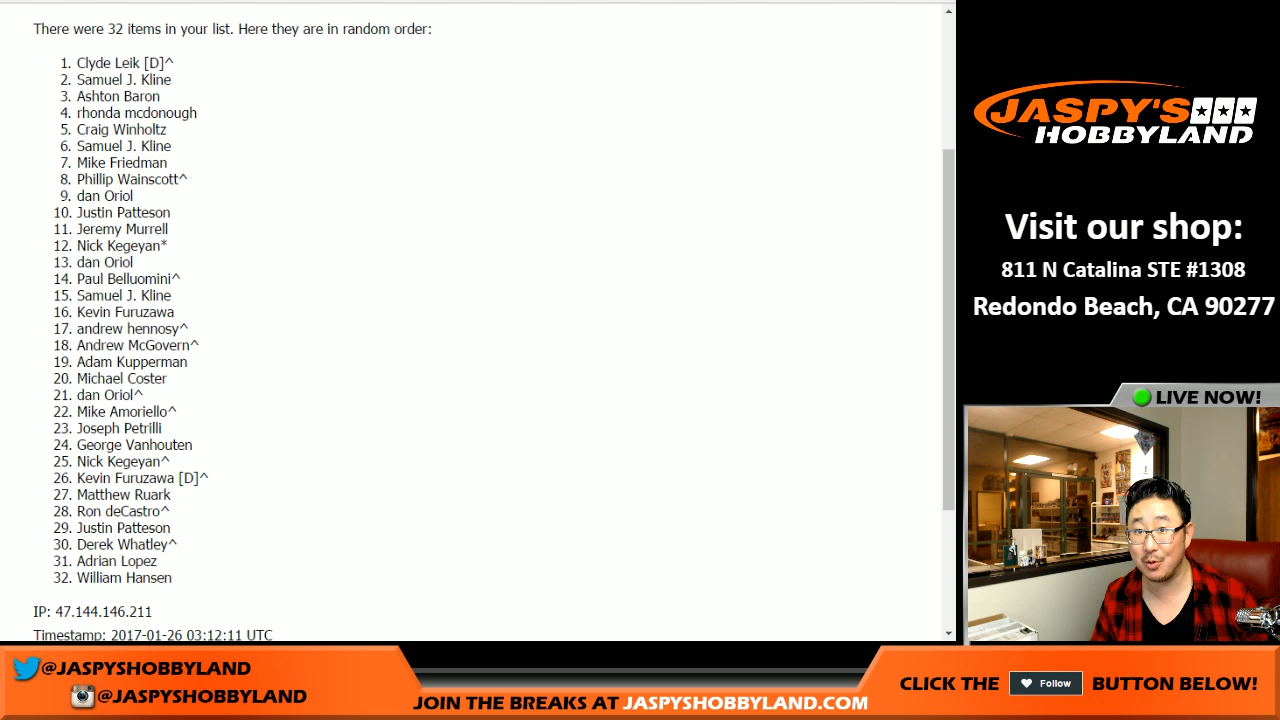 There were 32 items in your list. Here they are in random order:
1. Clyde Leik [D]^
2. Samuel J. Kline
3. Ashton Baron
4. rhonda mcdonough
5. Craig Winholtz
6. Samuel J. Kline
7. Mike Friedman
8. Phillip Wainscott^
9. dan Oriol
10. Justin Patteson
11. Jeremy Murrell
12. Nick Kegeyan*
13. dan Oriol
14. Paul Belluomini^
15. Samuel J. Kline
16. Kevin Furuzawa
17. andrew hennosy^
18. Andrew McGovern^
19. Adam Kupperman
20. Michael Coster
21. dan Oriol^
22. Mike Amoriello^
23. Joseph Petrilli
24. George Vanhouten
25. Nick Kegeyan^
26. Kevin Furuzawa [D]^
27. Matthew Ruark
28. Ron deCastro^
29. Justin Patteson
30. Derek Whatley^
31. Adrian Lopez
32. William Hansen
IP: 47.144.146.211
Timestamp: 2017-01-26 03:12:11 UTC
JASPY'S
HOBBYLAND
Visit our shop:
811 N Catalina STE #1308
Redondo Beach, CA 90277
LIVE NOW!
@JASPYSHOBBYLAND
@JASPYSHOBBYLAND
JOIN THE BREAKS AT JASPYSHOBBYLAND.COM
CLICK THE Follow BUTTON BELOW!